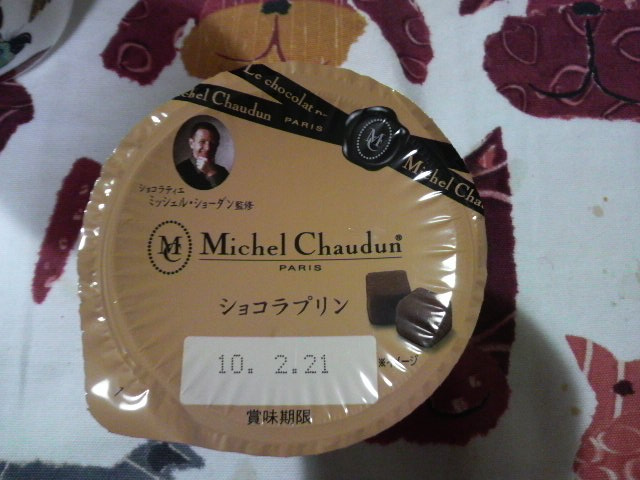 Le chocolat
Michel Chaudun
PARIS
MC
Michel Cha
ショコラティエ
ミッシェル・ショーダン監修
MC Michel Chaudun®
PARIS
ショコラプリン
10. 2.21
※イメージ
賞味期限